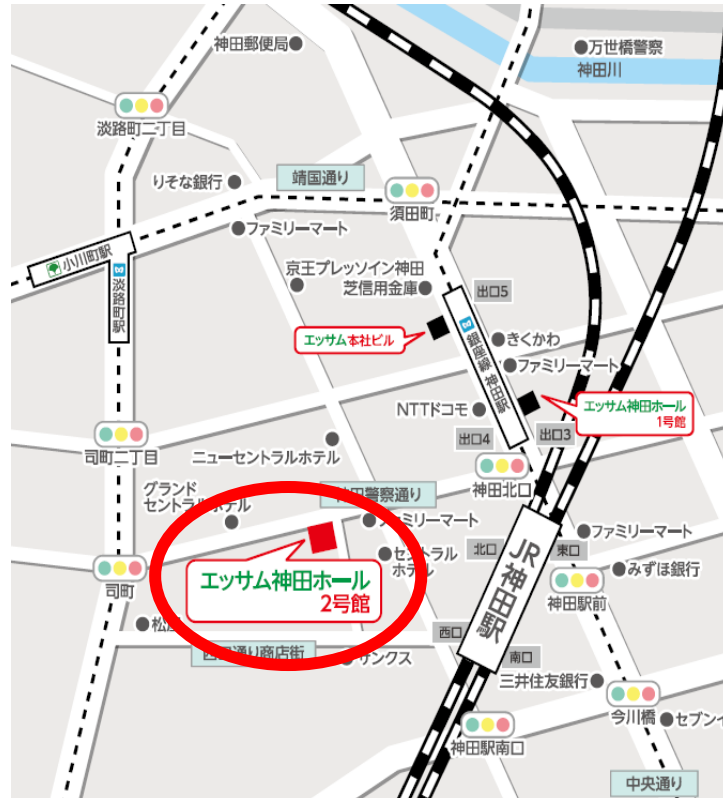 神田郵便局
万世橋警察
神田川
淡路町二丁目
りそな銀行
靖国通り
須田町
ファミリーマート
小川町駅
淡路町駅
京王プレッソイン神田
芝信用金庫
出口5
エッサム本社ビル
銀座線 神田駅
きくかわ
ファミリーマート
NTTドコモ
エッサム神田ホール
1号館
出口4
出口3
司町二丁目
ニューセントラルホテル
神田北口
グランド
セントラルホテル
神田警察通り
ファミリーマート
ファミリーマート
セントラル
ホテル
北口
JR神田駅
東口
みずほ銀行
司町
エッサム神田ホール
2号館
神田駅前
西口
西口通り商店街
サンクス
南口
三井住友銀行
今川橋
神田駅南口
中央通り